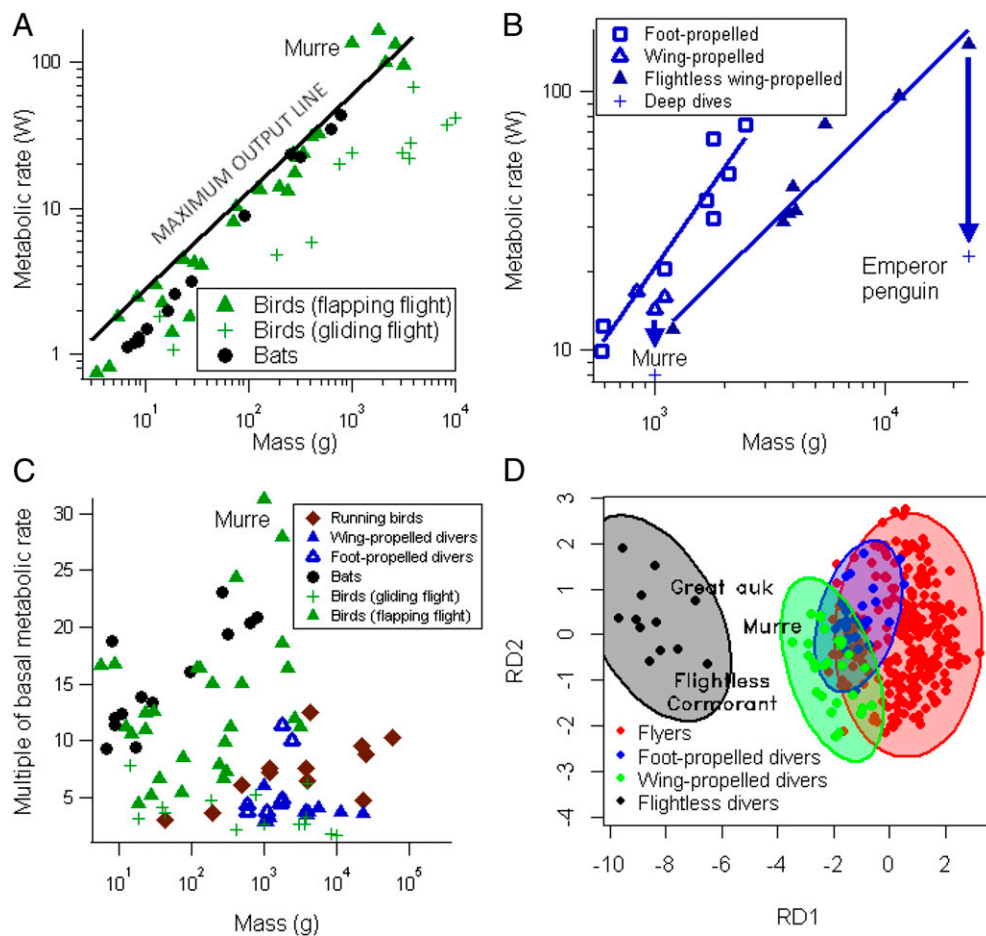 A
Metabolic rate (W)
100
10
1
Murre
MAXIMUM OUTPUT LINE
Birds (flapping flight)
Birds (gliding flight)
Bats
10¹
10²
10³
10⁴
Mass (g)
B
Metabolic rate (W)
100
10
Foot-propelled
Wing-propelled
Flightless wing-propelled
Deep dives
Emperor
penguin
Murre
10³
10⁴
Mass (g)
C
Multiple of basal metabolic rate
30
25
20
15
10
5
Murre
Running birds
Wing-propelled divers
Foot-propelled divers
Bats
Birds (gliding flight)
Birds (flapping flight)
10¹
10²
10³
10⁴
10⁵
Mass (g)
D
RD2
3
2
1
0
-1
-2
-3
-4
Great auk
Murre
Flightless
Cormorant
Flyers
Foot-propelled divers
Wing-propelled divers
Flightless divers
-10
-8
-6
-4
-2
0
2
RD1